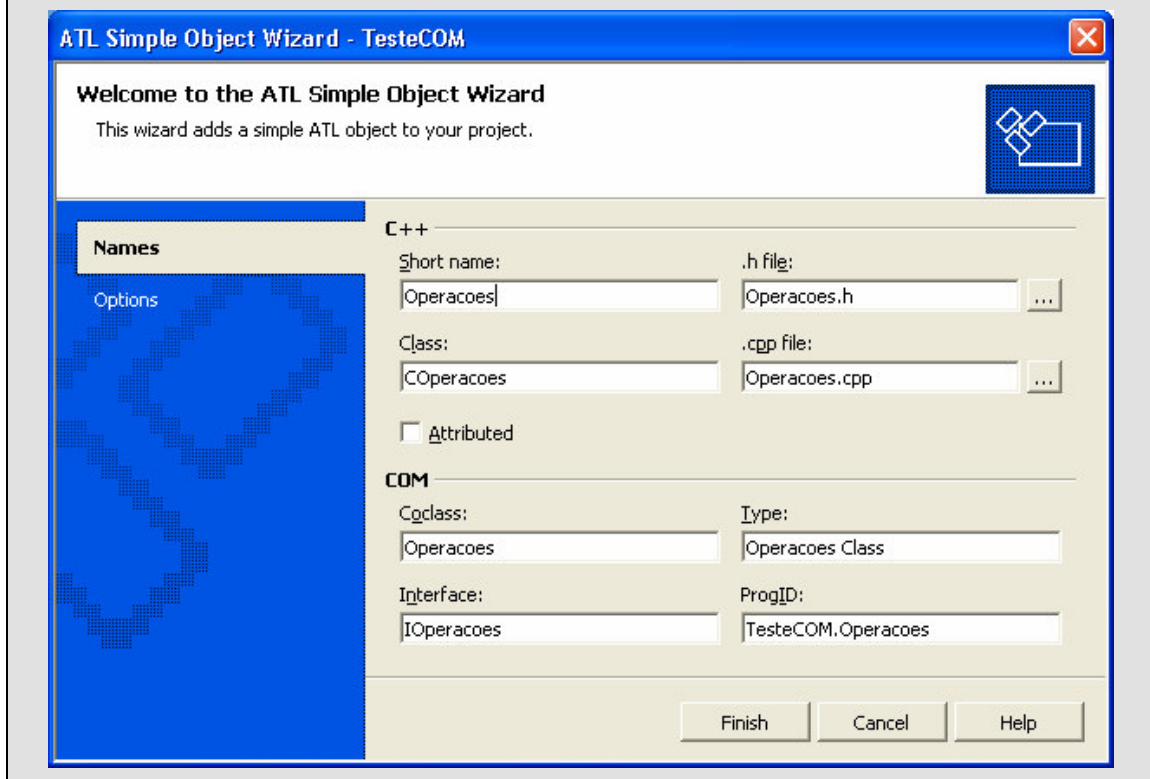 ATL Simple Object Wizard - TesteCOM
Welcome to the ATL Simple Object Wizard
This wizard adds a simple ATL object to your project.
Names
Options
C++
Short name:
.h file:
Operacoes
Operacoes.h
...
Class:
.cpp file:
COperacoes
Operacoes.cpp
...
Attributed
COM
Coclass:
Type:
Operacoes
Operacoes Class
Interface:
ProgID:
IOperacoes
TesteCOM.Operacoes
Finish
Cancel
Help